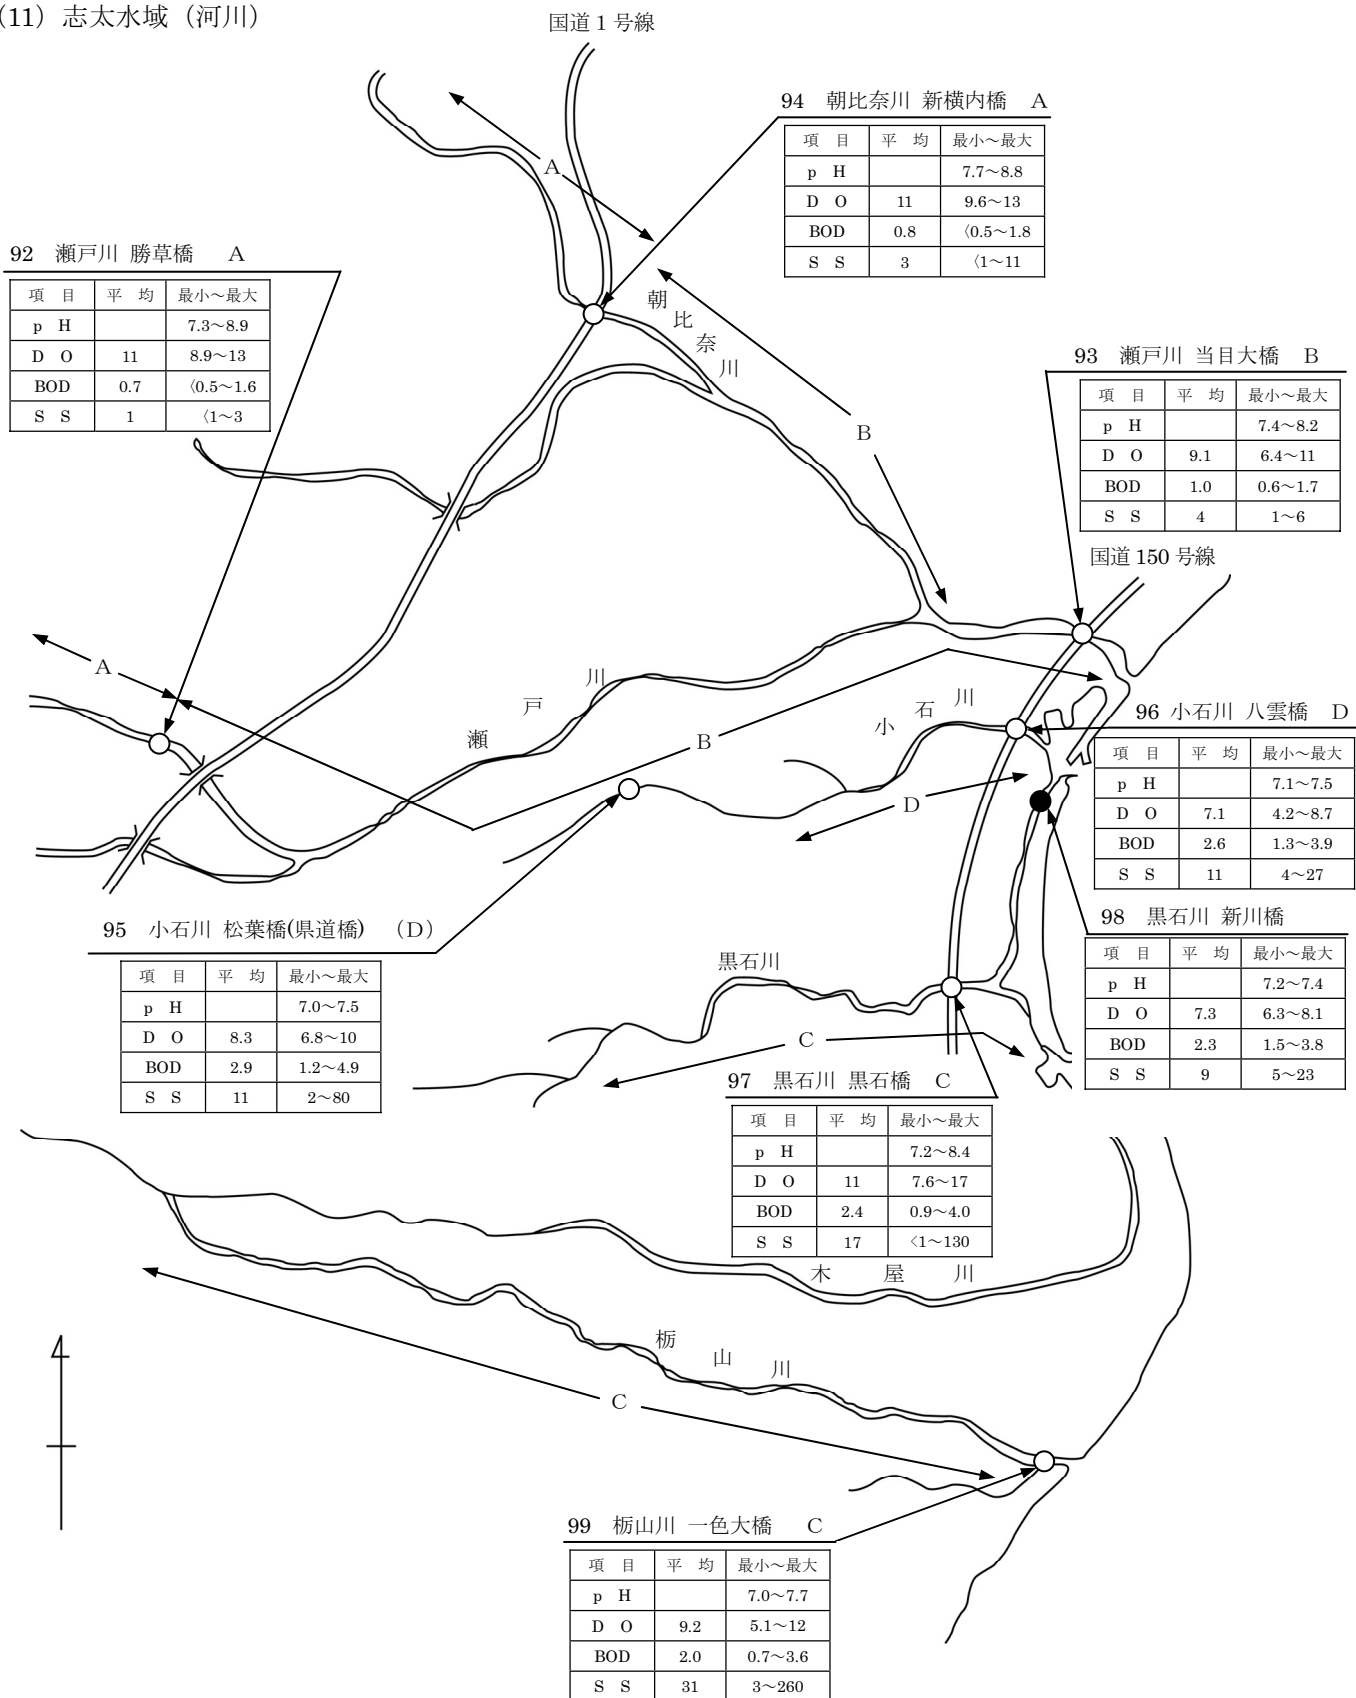 (11) 志太水域（河川）
国道1号線
94 朝比奈川 新横内橋 A
項 目 平 均 最小～最大
p H 7.7～8.8
D O 11 9.6～13
BOD 0.8 〈0.5～1.8
S S 3 〈1～11
A
92 瀬戸川 勝草橋 A
項 目 平 均 最小～最大
p H 7.3～8.9
D O 11 8.9～13
BOD 0.7 〈0.5～1.6
S S 1 〈1～3
朝比奈川
93 瀬戸川 当目大橋 B
項 目 平 均 最小～最大
p H 7.4～8.2
D O 9.1 6.4～11
BOD 1.0 0.6～1.7
S S 4 1～6
B
国道150号線
A
瀬戸川
小石川
B
D
96 小石川 八雲橋 D
項 目 平 均 最小～最大
p H 7.1～7.5
D O 7.1 4.2～8.7
BOD 2.6 1.3～3.9
S S 11 4～27
95 小石川 松葉橋(県道橋) （D）
項 目 平 均 最小～最大
p H 7.0～7.5
D O 8.3 6.8～10
BOD 2.9 1.2～4.9
S S 11 2～80
98 黒石川 新川橋
項 目 平 均 最小～最大
p H 7.2～7.4
D O 7.3 6.3～8.1
BOD 2.3 1.5～3.8
S S 9 5～23
黒石川
C
97 黒石川 黒石橋 C
項 目 平 均 最小～最大
p H 7.2～8.4
D O 11 7.6～17
BOD 2.4 0.9～4.0
S S 17 〈1～130
木屋川
栃山川
C
99 栃山川 一色大橋 C
項 目 平 均 最小～最大
p H 7.0～7.7
D O 9.2 5.1～12
BOD 2.0 0.7～3.6
S S 31 3～260